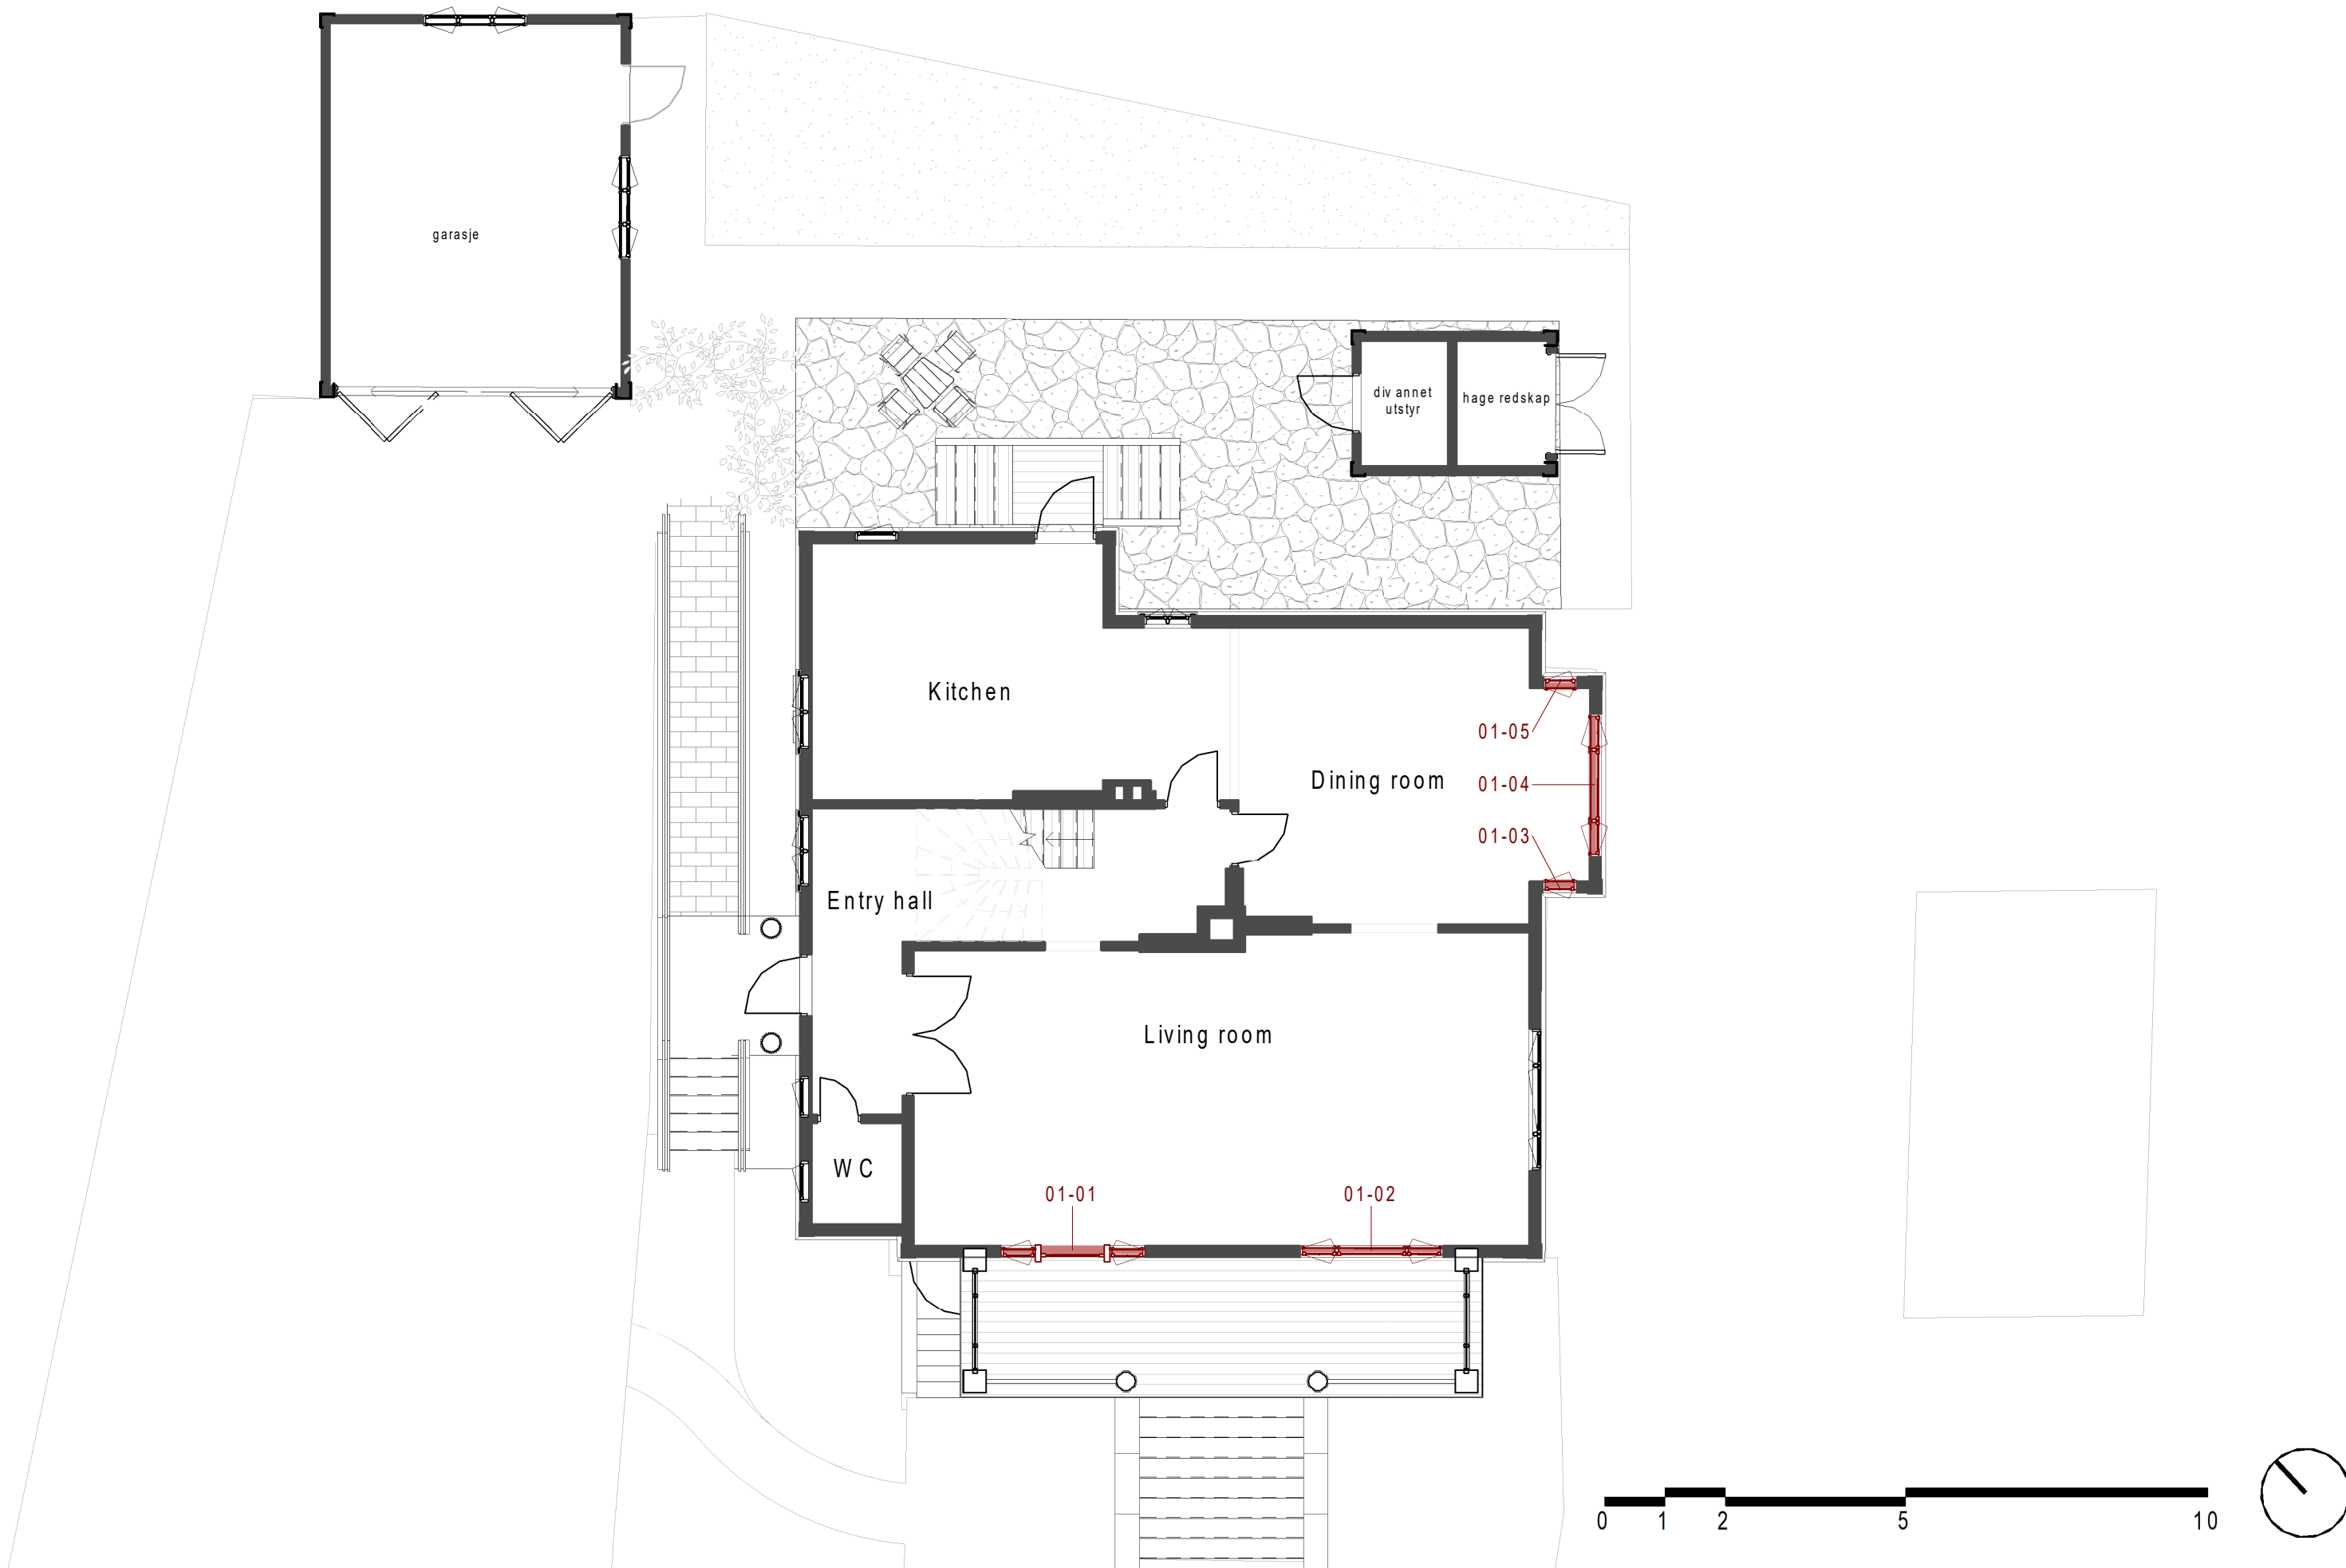 garasje
div annet
utstyr
hage redskap
Kitchen
01-05
Dining room
01-04
01-03
Entry hall
Living room
WC
01-01
01-02
0 1 2 5 10